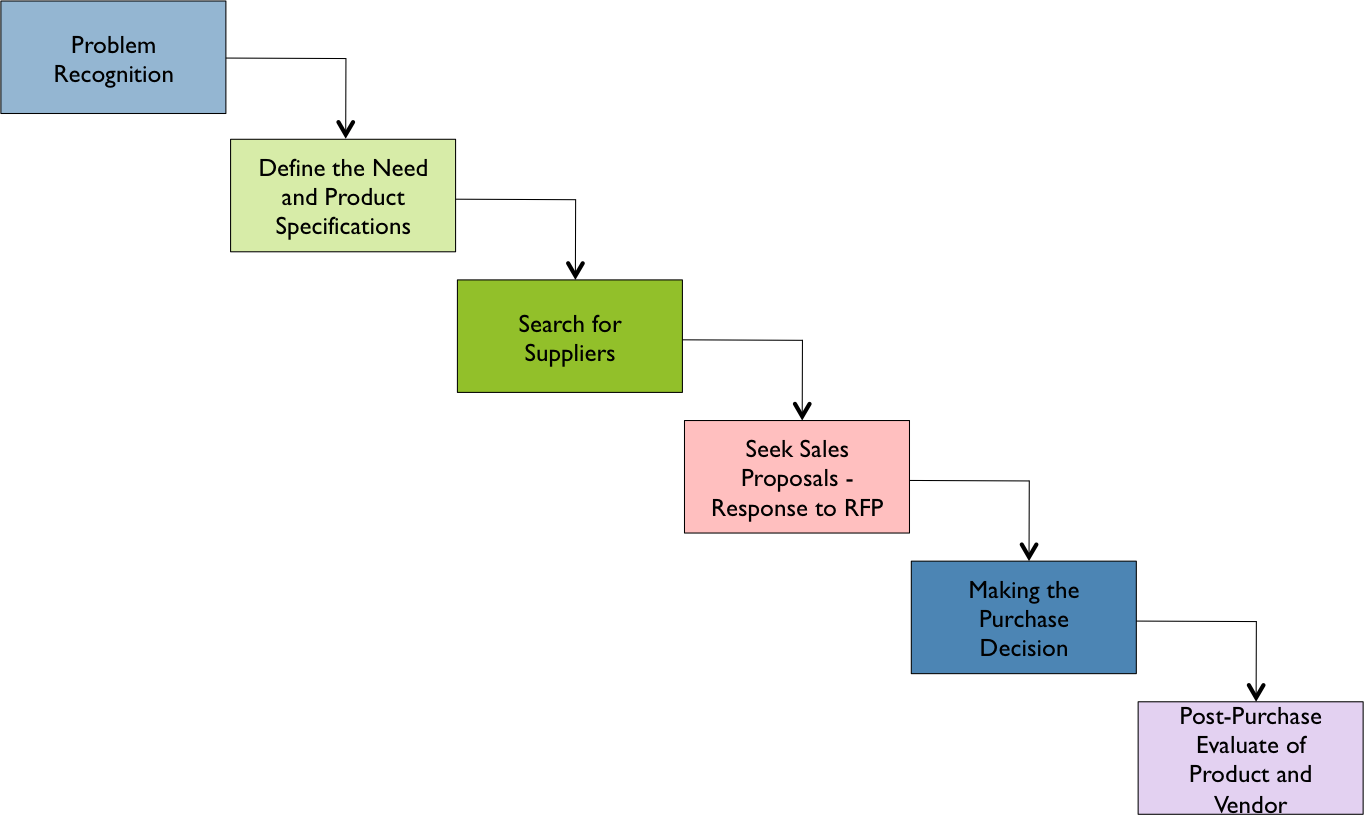 Problem
Recognition
Define the Need
and Product
Specifications
Search for
Suppliers
Seek Sales
Proposals -
Response to RFP
Making the
Purchase
Decision
Post-Purchase
Evaluate of
Product and
Vendor